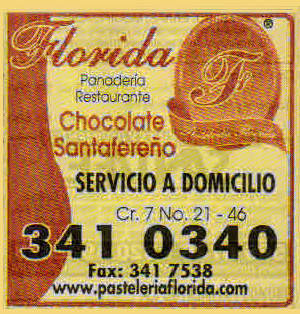 Florida
®
F
Panadería
Restaurante
Chocolate
Santafereño
SERVICIO A DOMICILIO
Cr. 7 No. 21 - 46
341 0340
Fax: 341 7538
www.pasteleriaflorida.com